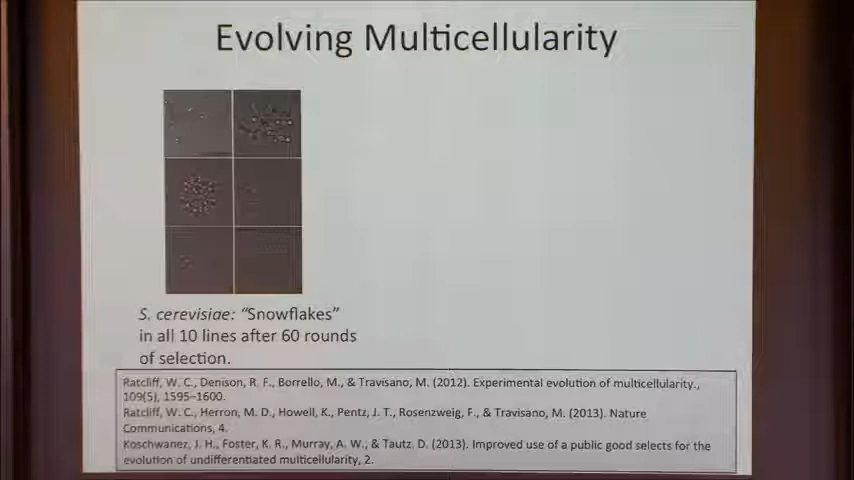 Evolving Multicellularity
S. cerevisiae: “Snowflakes”
in all 10 lines after 60 rounds
of selection.
Ratcliff, W. C., Denison, R. F., Borrello, M., & Travisano, M. (2012). Experimental evolution of multicellularity.,
109(5), 1595–1600.
Ratcliff, W. C., Herron, M. D., Howell, K., Pentz, J. T., Rosenzweig, F., & Travisano, M. (2013). Nature
Communications, 4.
Koschwanez, J. H., Foster, K. R., Murray, A. W., & Tautz. D. (2013). Improved use of a public good selects for the
evolution of undifferentiated multicellularity, 2.